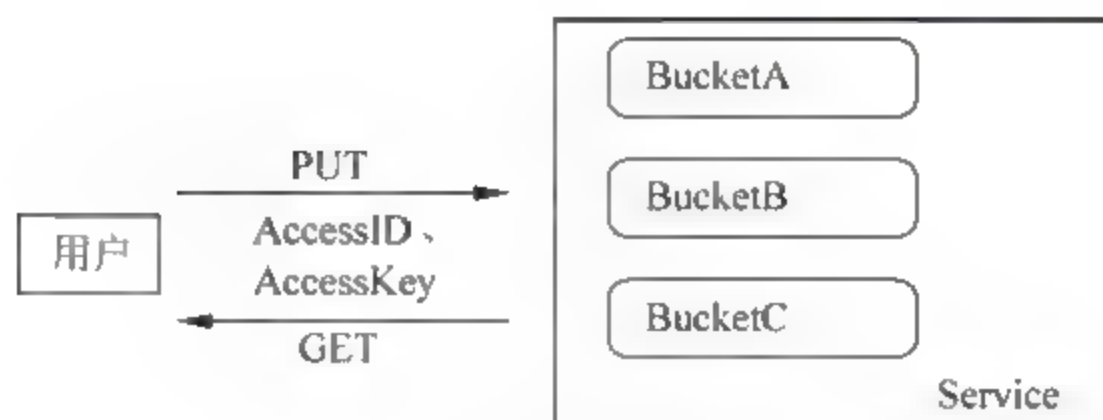 BucketA
PUT
BucketB
AccessID、
用户
AccessKey
BucketC
GET
Service